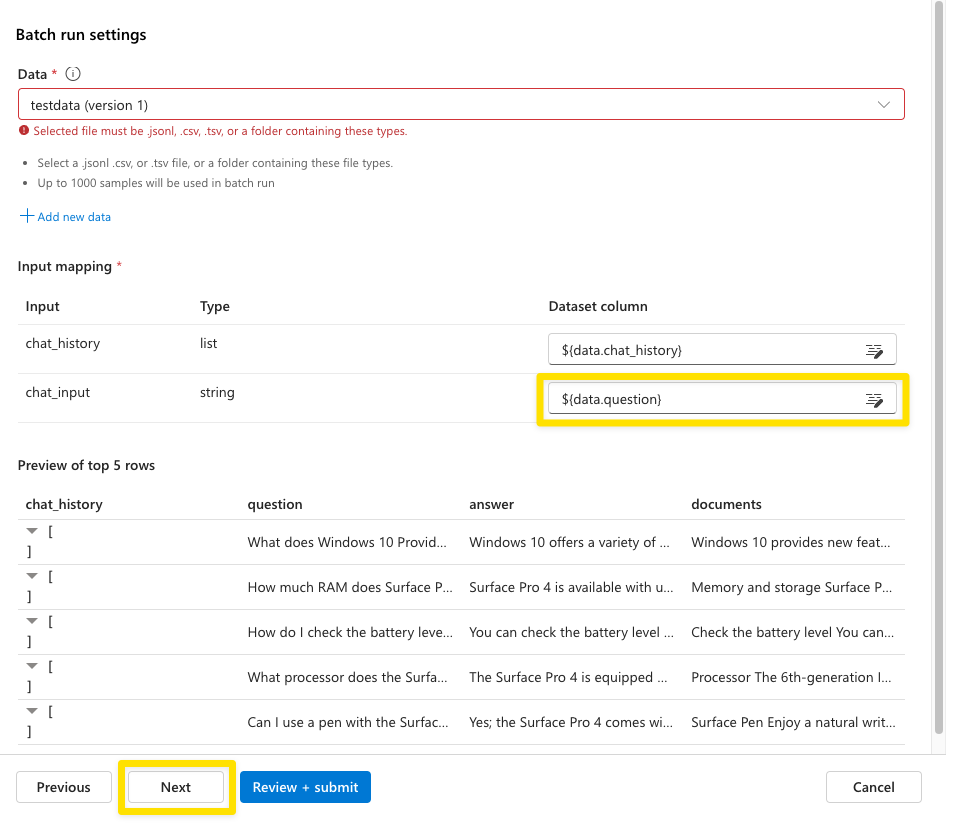 Batch run settings
Data *
testdata (version 1)
Selected file must be .jsonl, .csv, .tsv, or a folder containing these types.
• Select a .jsonl .csv, or .tsv file, or a folder containing these file types.
• Up to 1000 samples will be used in batch run
+ Add new data
Input mapping *
Input Type Dataset column
chat_history list ${data.chat_history}
chat_input string ${data.question}
Preview of top 5 rows
chat_history question answer documents
[
] What does Windows 10 Provid... Windows 10 offers a variety of ... Windows 10 provides new feat...
[
] How much RAM does Surface P... Surface Pro 4 is available with u... Memory and storage Surface P...
[
] How do I check the battery leve... You can check the battery level ... Check the battery level You can...
[
] What processor does the Surfa... The Surface Pro 4 is equipped ... Processor The 6th-generation I...
[
] Can I use a pen with the Surfac... Yes; the Surface Pro 4 comes wi... Surface Pen Enjoy a natural writ...
Previous Next Review + submit Cancel